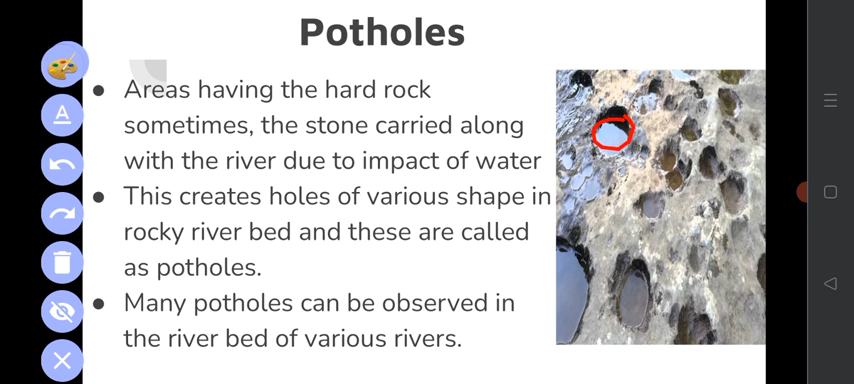 Potholes
● Areas having the hard rock
sometimes, the stone carried along
with the river due to impact of water
● This creates holes of various shape in
rocky river bed and these are called
as potholes.
● Many potholes can be observed in
the river bed of various rivers.